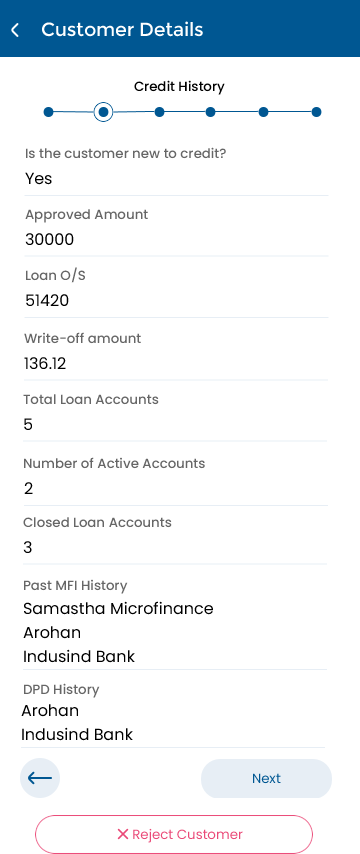 Customer Details
Credit History
Is the customer new to credit?
Yes
Approved Amount
30000
Loan O/S
51420
Write-off amount
136.12
Total Loan Accounts
5
Number of Active Accounts
2
Closed Loan Accounts
3
Past MFI History
Samastha Microfinance
Arohan
Indusind Bank
DPD History
Arohan
Indusind Bank
Next
Reject Customer